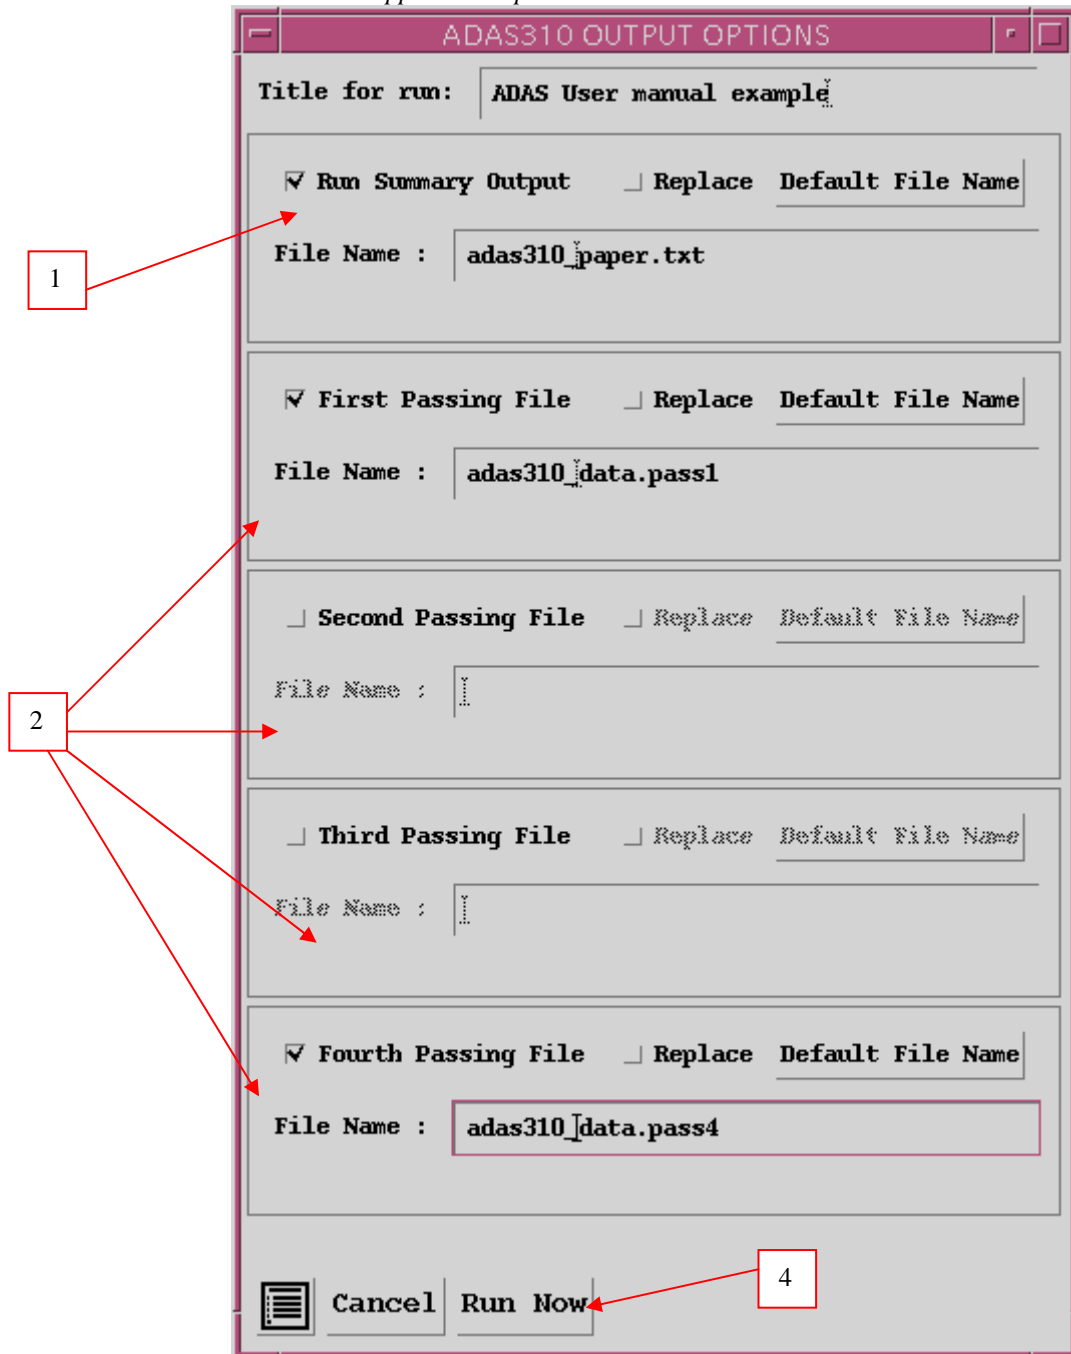 ADAS310 OUTPUT OPTIONS
Title for run: ADAS User manual example
Run Summary Output Replace Default File Name
File Name : adas310_paper.txt
1
First Passing File Replace Default File Name
File Name : adas310_data.pass1
Second Passing File Replace Default File Name
File Name :
2
Third Passing File Replace Default File Name
File Name :
Fourth Passing File Replace Default File Name
File Name : adas310_data.pass4
4
Cancel Run Now